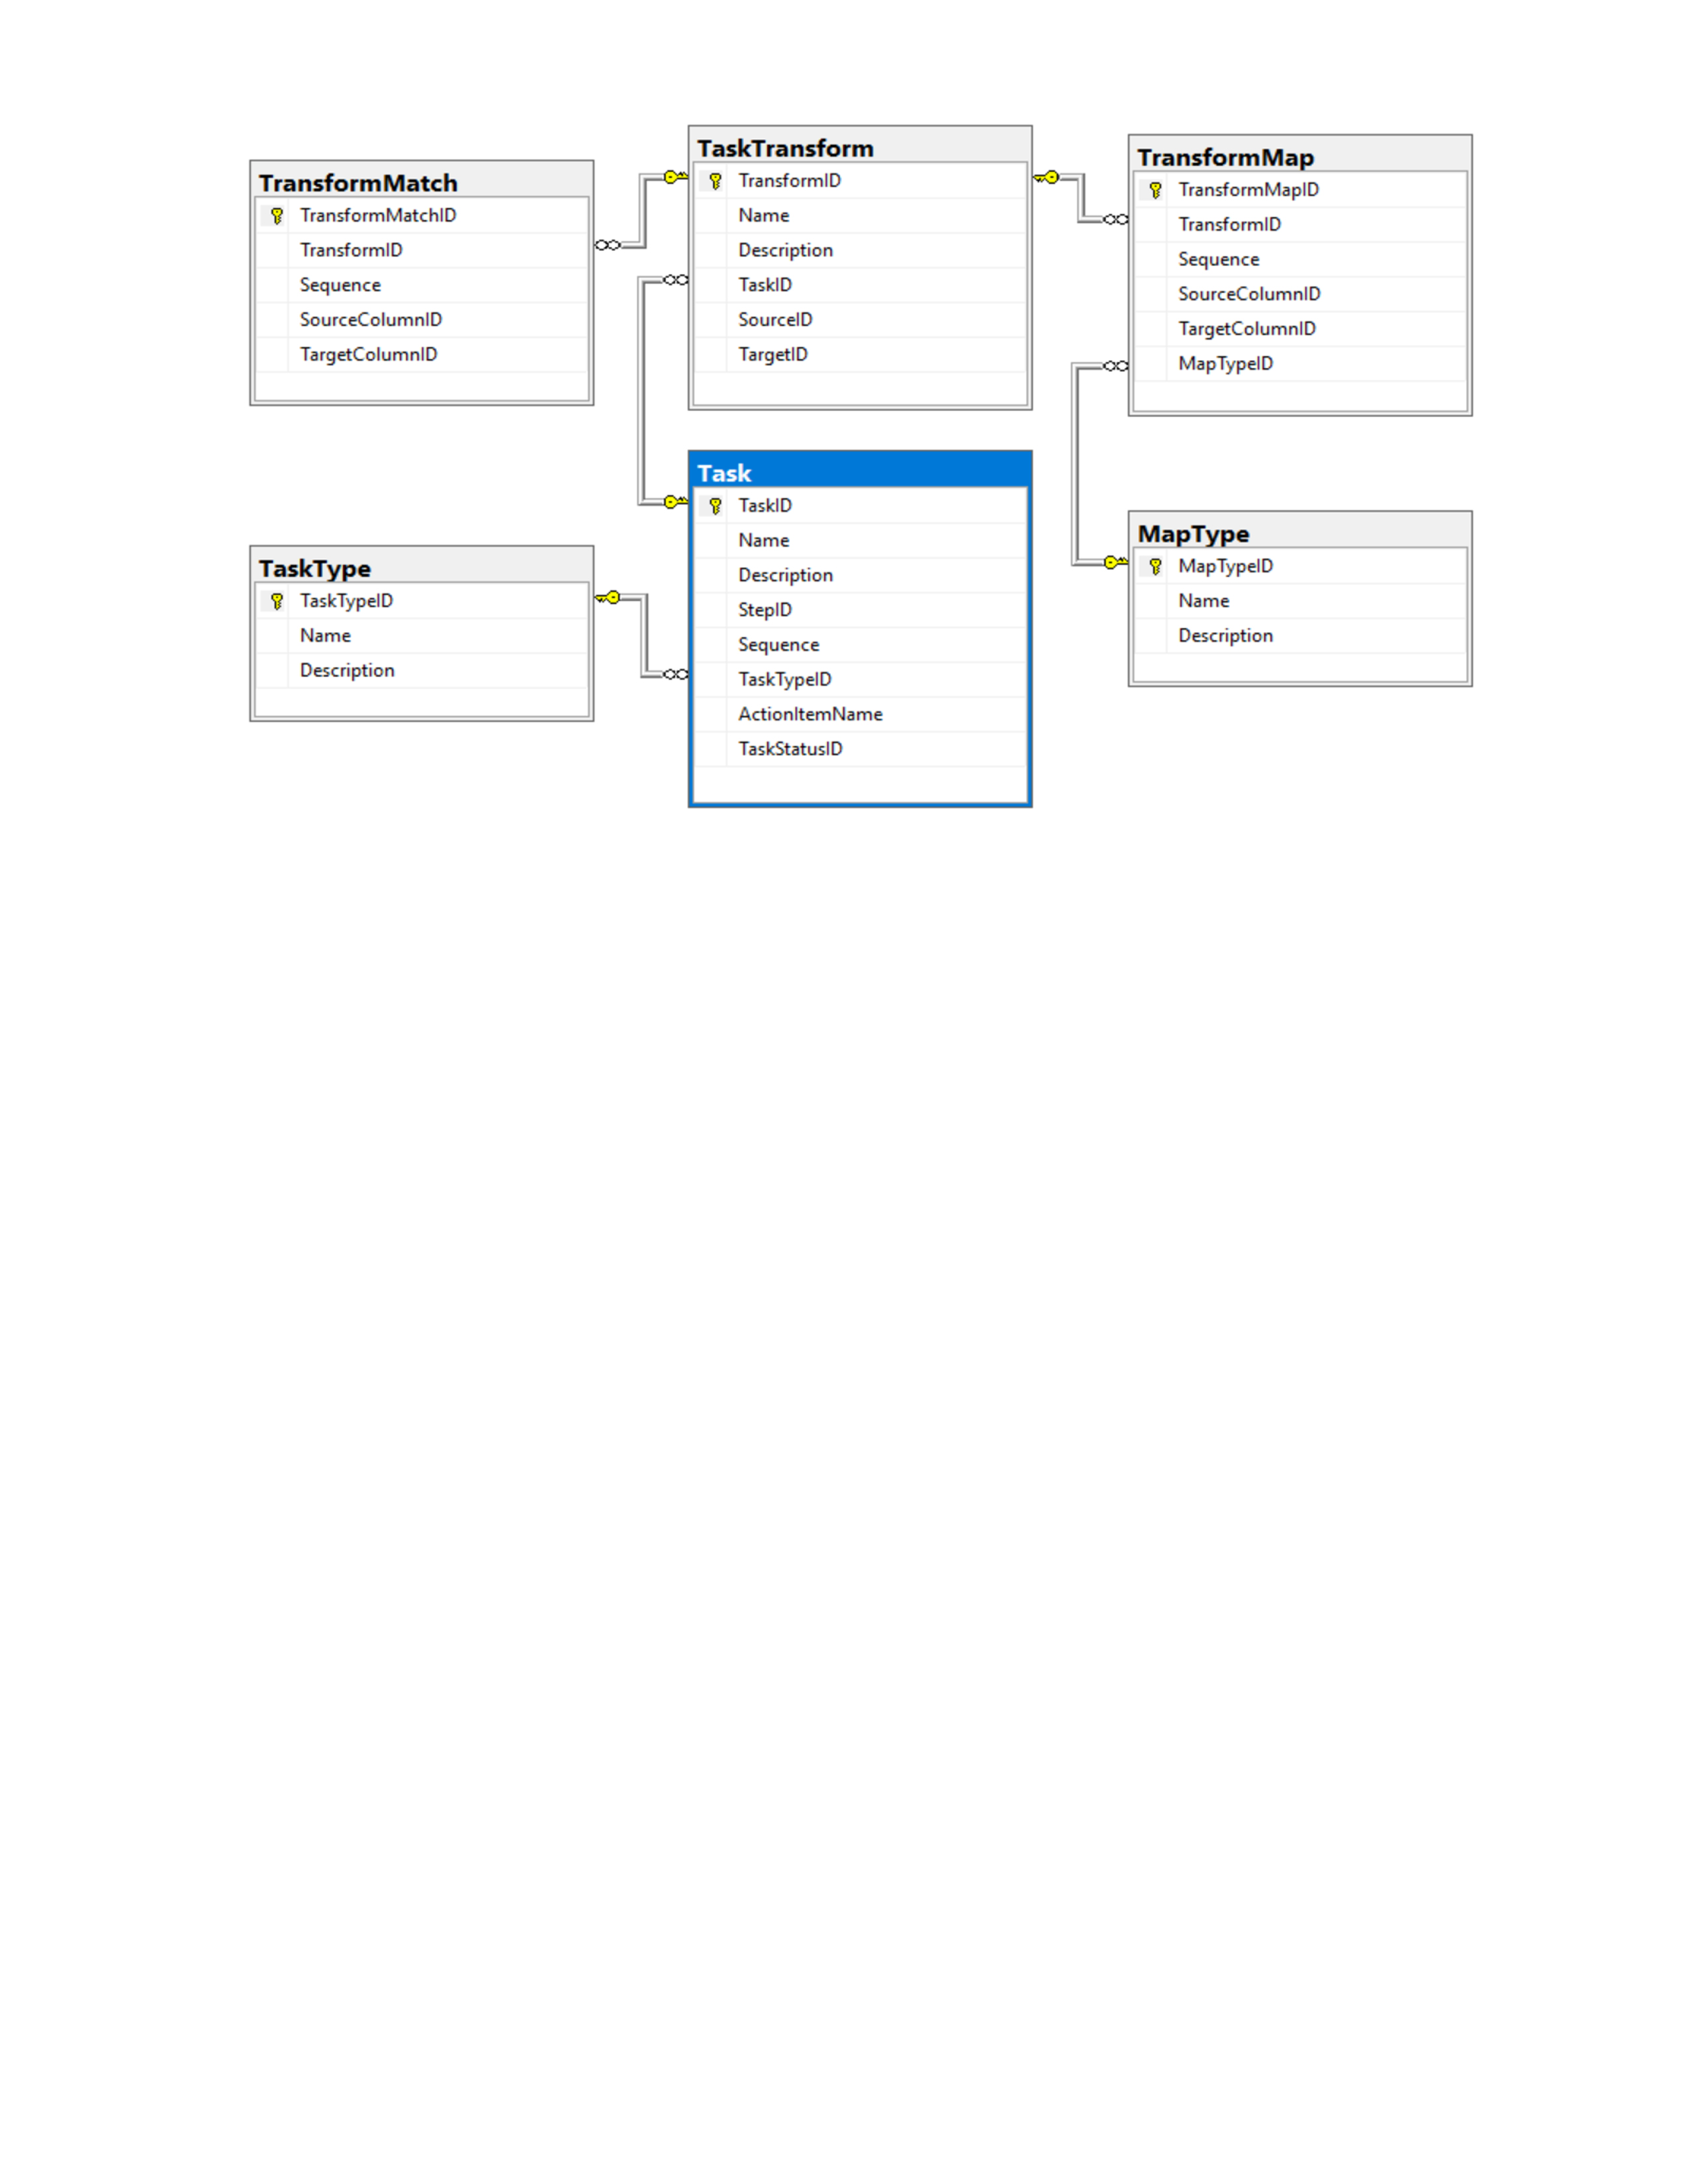 TransformMatch
TransformMatchID
TransformID
Sequence
SourceColumnID
TargetColumnID
TaskTransform
TransformID
Name
Description
TaskID
SourceID
TargetID
TransformMap
TransformMapID
TransformID
Sequence
SourceColumnID
TargetColumnID
MapTypeID
TaskType
TaskTypeID
Name
Description
Task
TaskID
Name
Description
StepID
Sequence
TaskTypeID
ActionItemName
TaskStatusID
MapType
MapTypeID
Name
Description